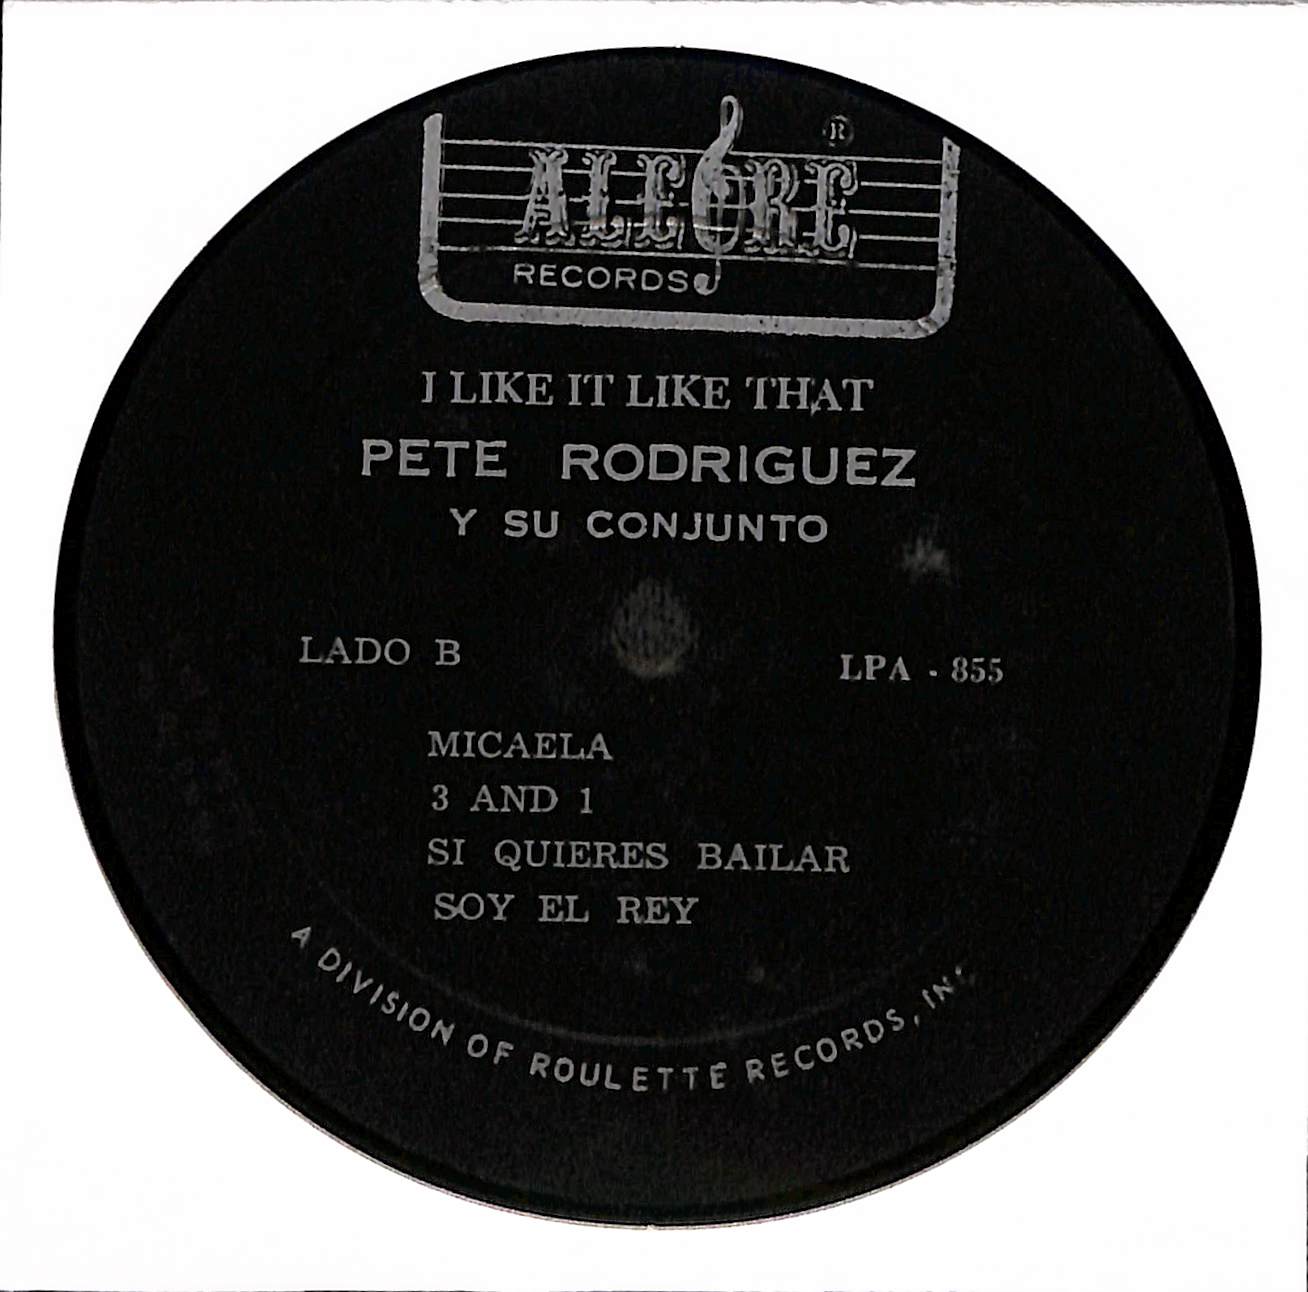 ALEGRE ®
RECORDS
I LIKE IT LIKE THAT
PETE RODRIGUEZ
Y SU CONJUNTO
LADO B
LPA - 855
MICAELA
3 AND 1
SI QUIERES BAILAR
SOY EL REY
A DIVISION OF ROULETTE RECORDS, INC